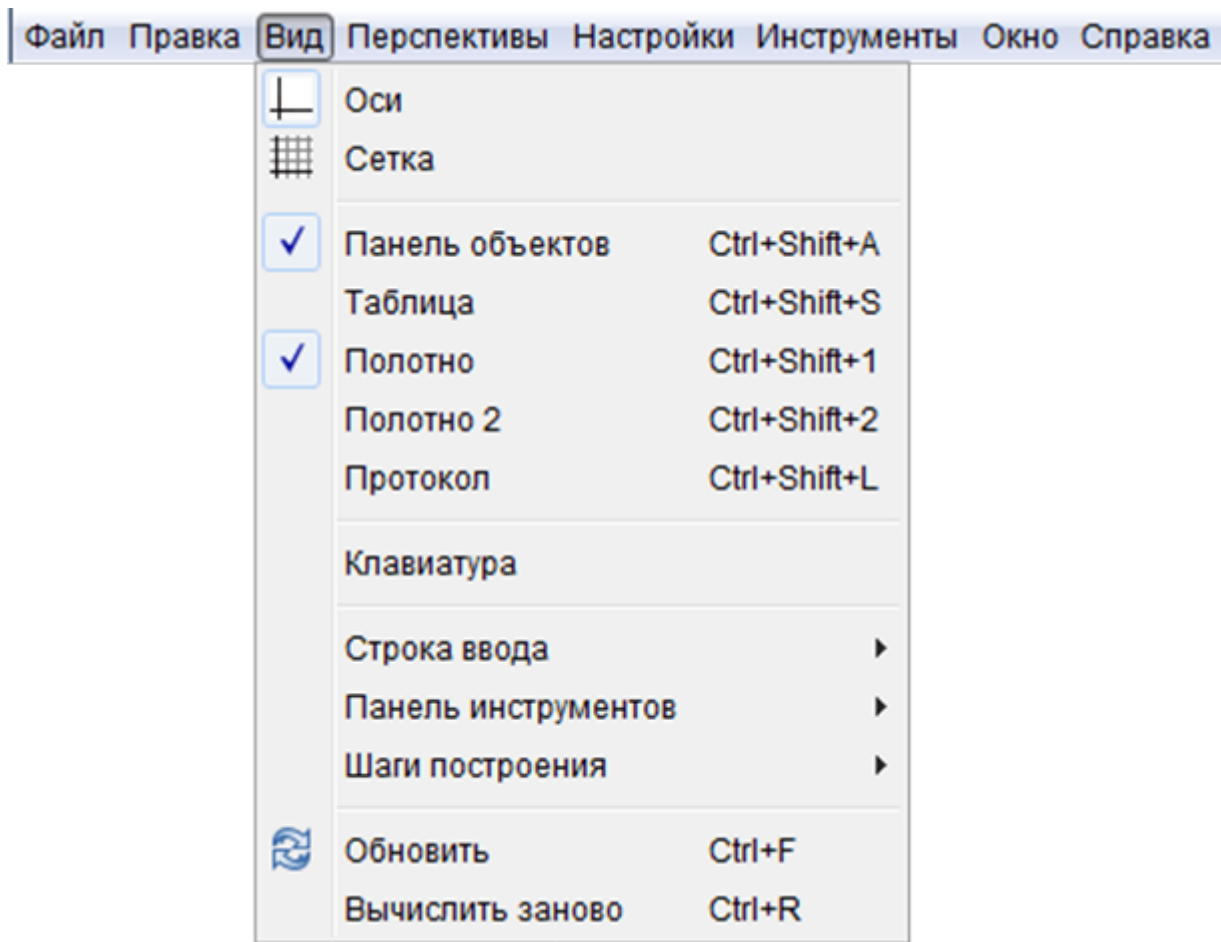 Файл Правка Вид Перспективы Настройки Инструменты Окно Справка
Оси
Сетка
Панель объектов Ctrl+Shift+A
Таблица Ctrl+Shift+S
Полотно Ctrl+Shift+1
Полотно 2 Ctrl+Shift+2
Протокол Ctrl+Shift+L
Клавиатура
Строка ввода
Панель инструментов
Шаги построения
Обновить Ctrl+F
Вычислить заново Ctrl+R